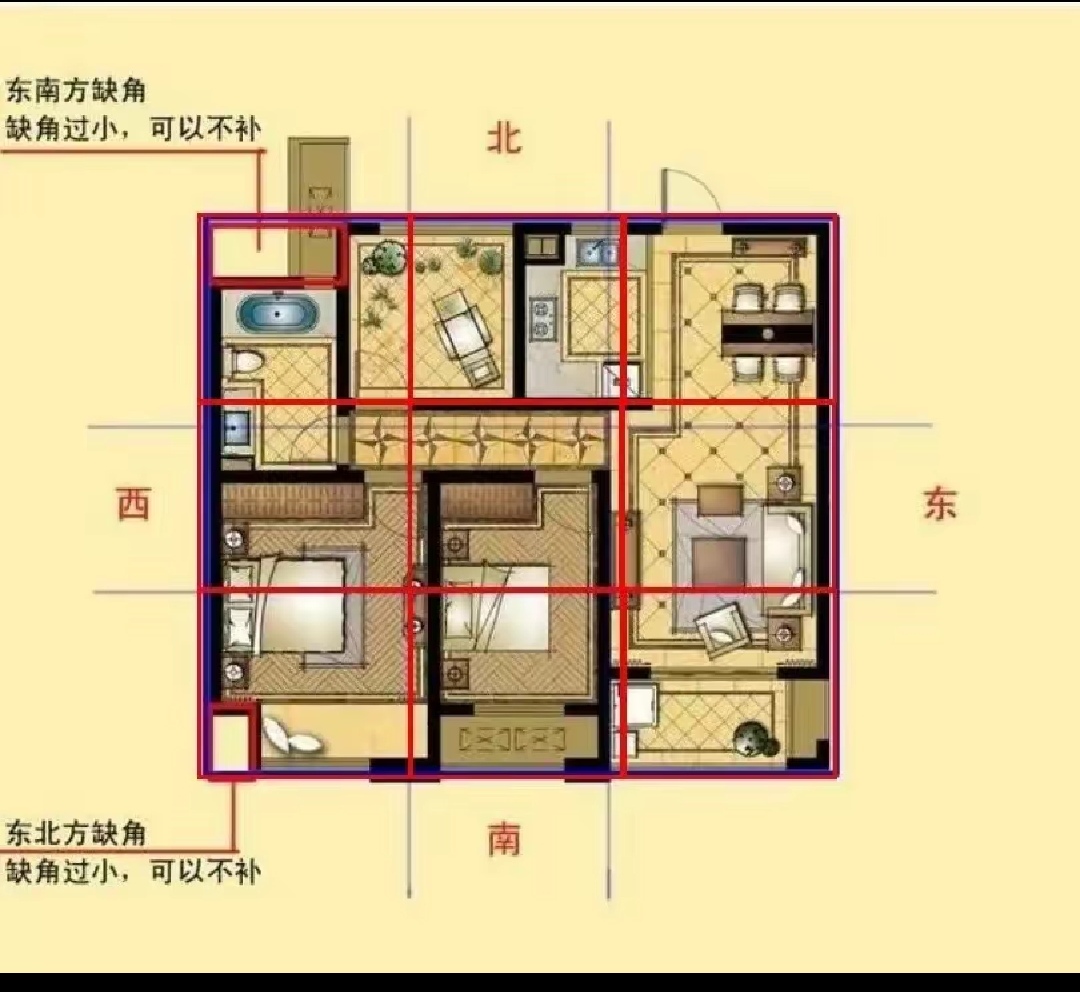 东南方缺角
缺角过小，可以不补
北
西
东
东北方缺角
缺角过小，可以不补
南